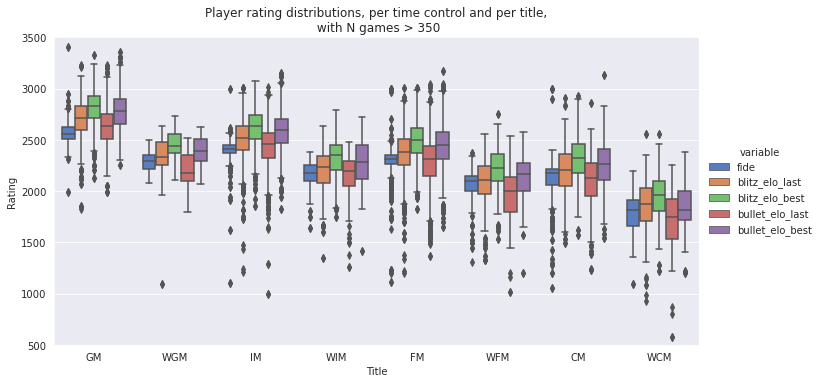 Player rating distributions, per time control and per title,
with N games > 350
3500
3000
2500
2000
1500
1000
500
Rating
GM WGM IM WIM FM WFM CM WCM
Title
variable
fide
blitz_elo_last
blitz_elo_best
bullet_elo_last
bullet_elo_best